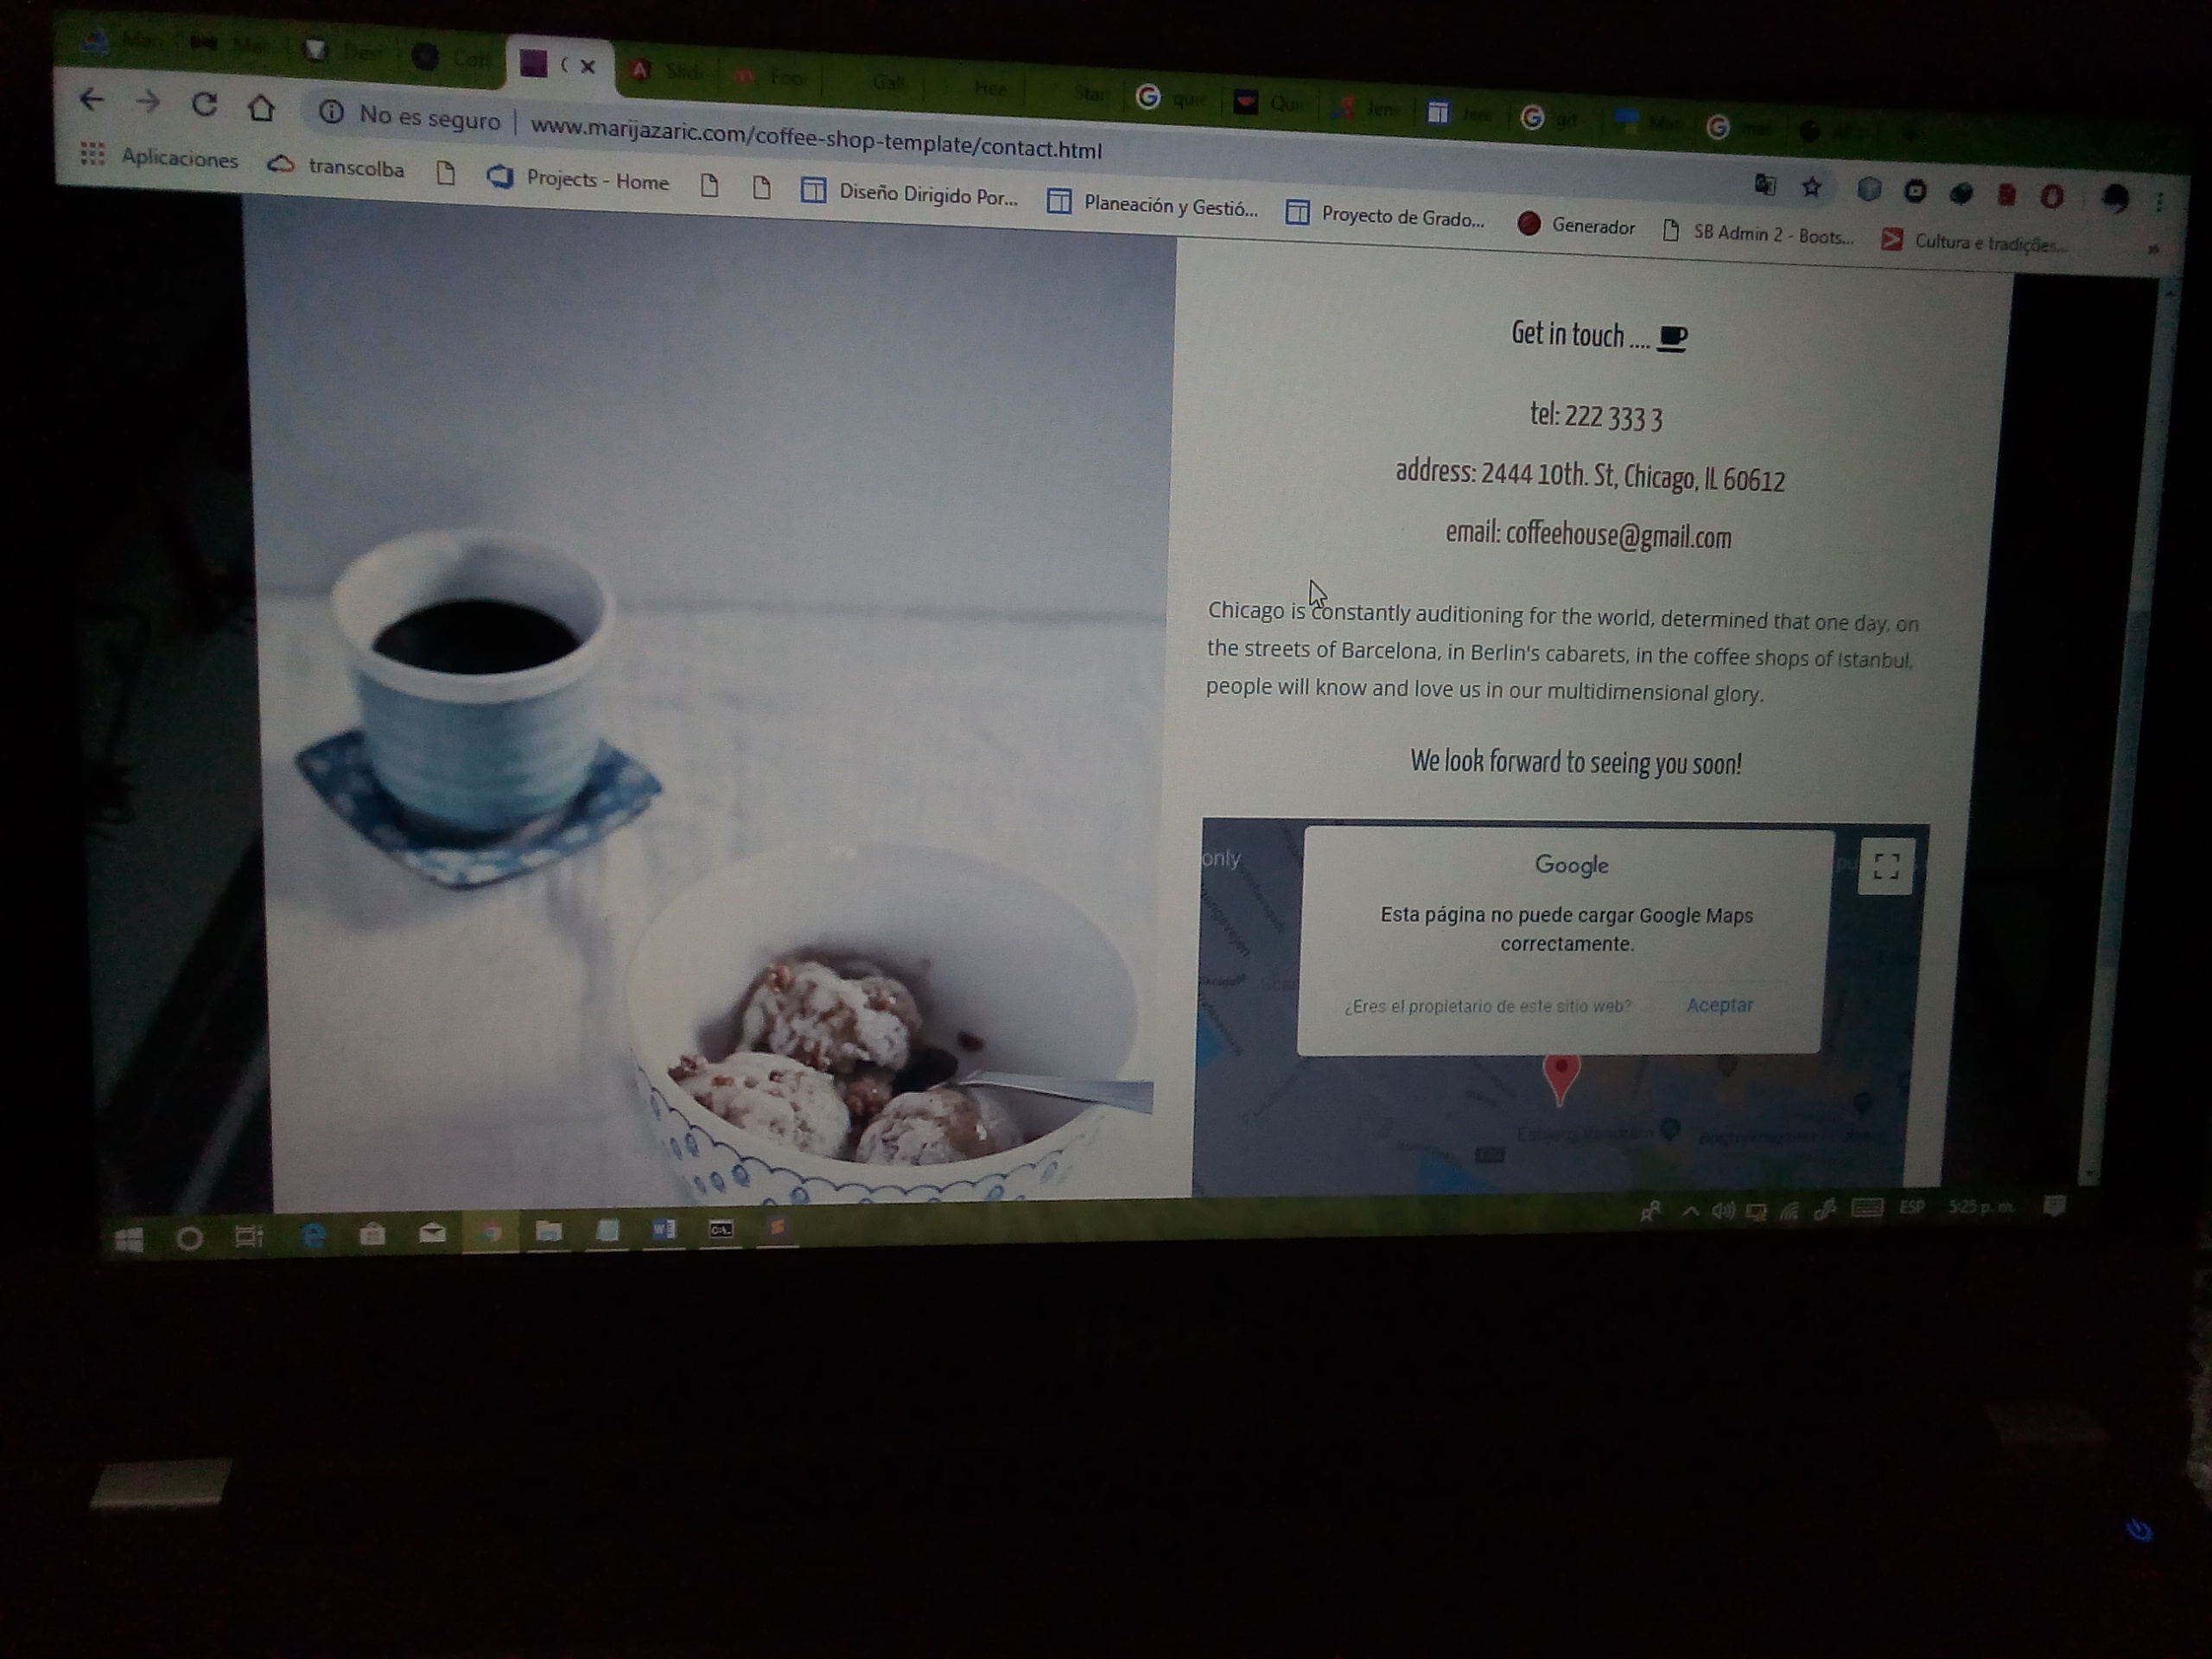 No es seguro | www.marijazaric.com/coffee-shop-template/contact.html
Aplicaciones transcolba Projects - Home Diseño Dirigido Por... Planeación y Gestió... Proyecto de Grado... Generador SB Admin 2 - Boots... Cultura e tradições... »
Get in touch ....
tel: 222 333 3
address: 2444 10th. St, Chicago, IL 60612
email: coffeehouse@gmail.com
Chicago is constantly auditioning for the world, determined that one day, on
the streets of Barcelona, in Berlin's cabarets, in the coffee shops of Istanbul,
people will know and love us in our multidimensional glory.
We look forward to seeing you soon!
only
Google
Esta página no puede cargar Google Maps
correctamente.
¿Eres el propietario de este sitio web? Aceptar
ESP 5:25 p. m.
Haier